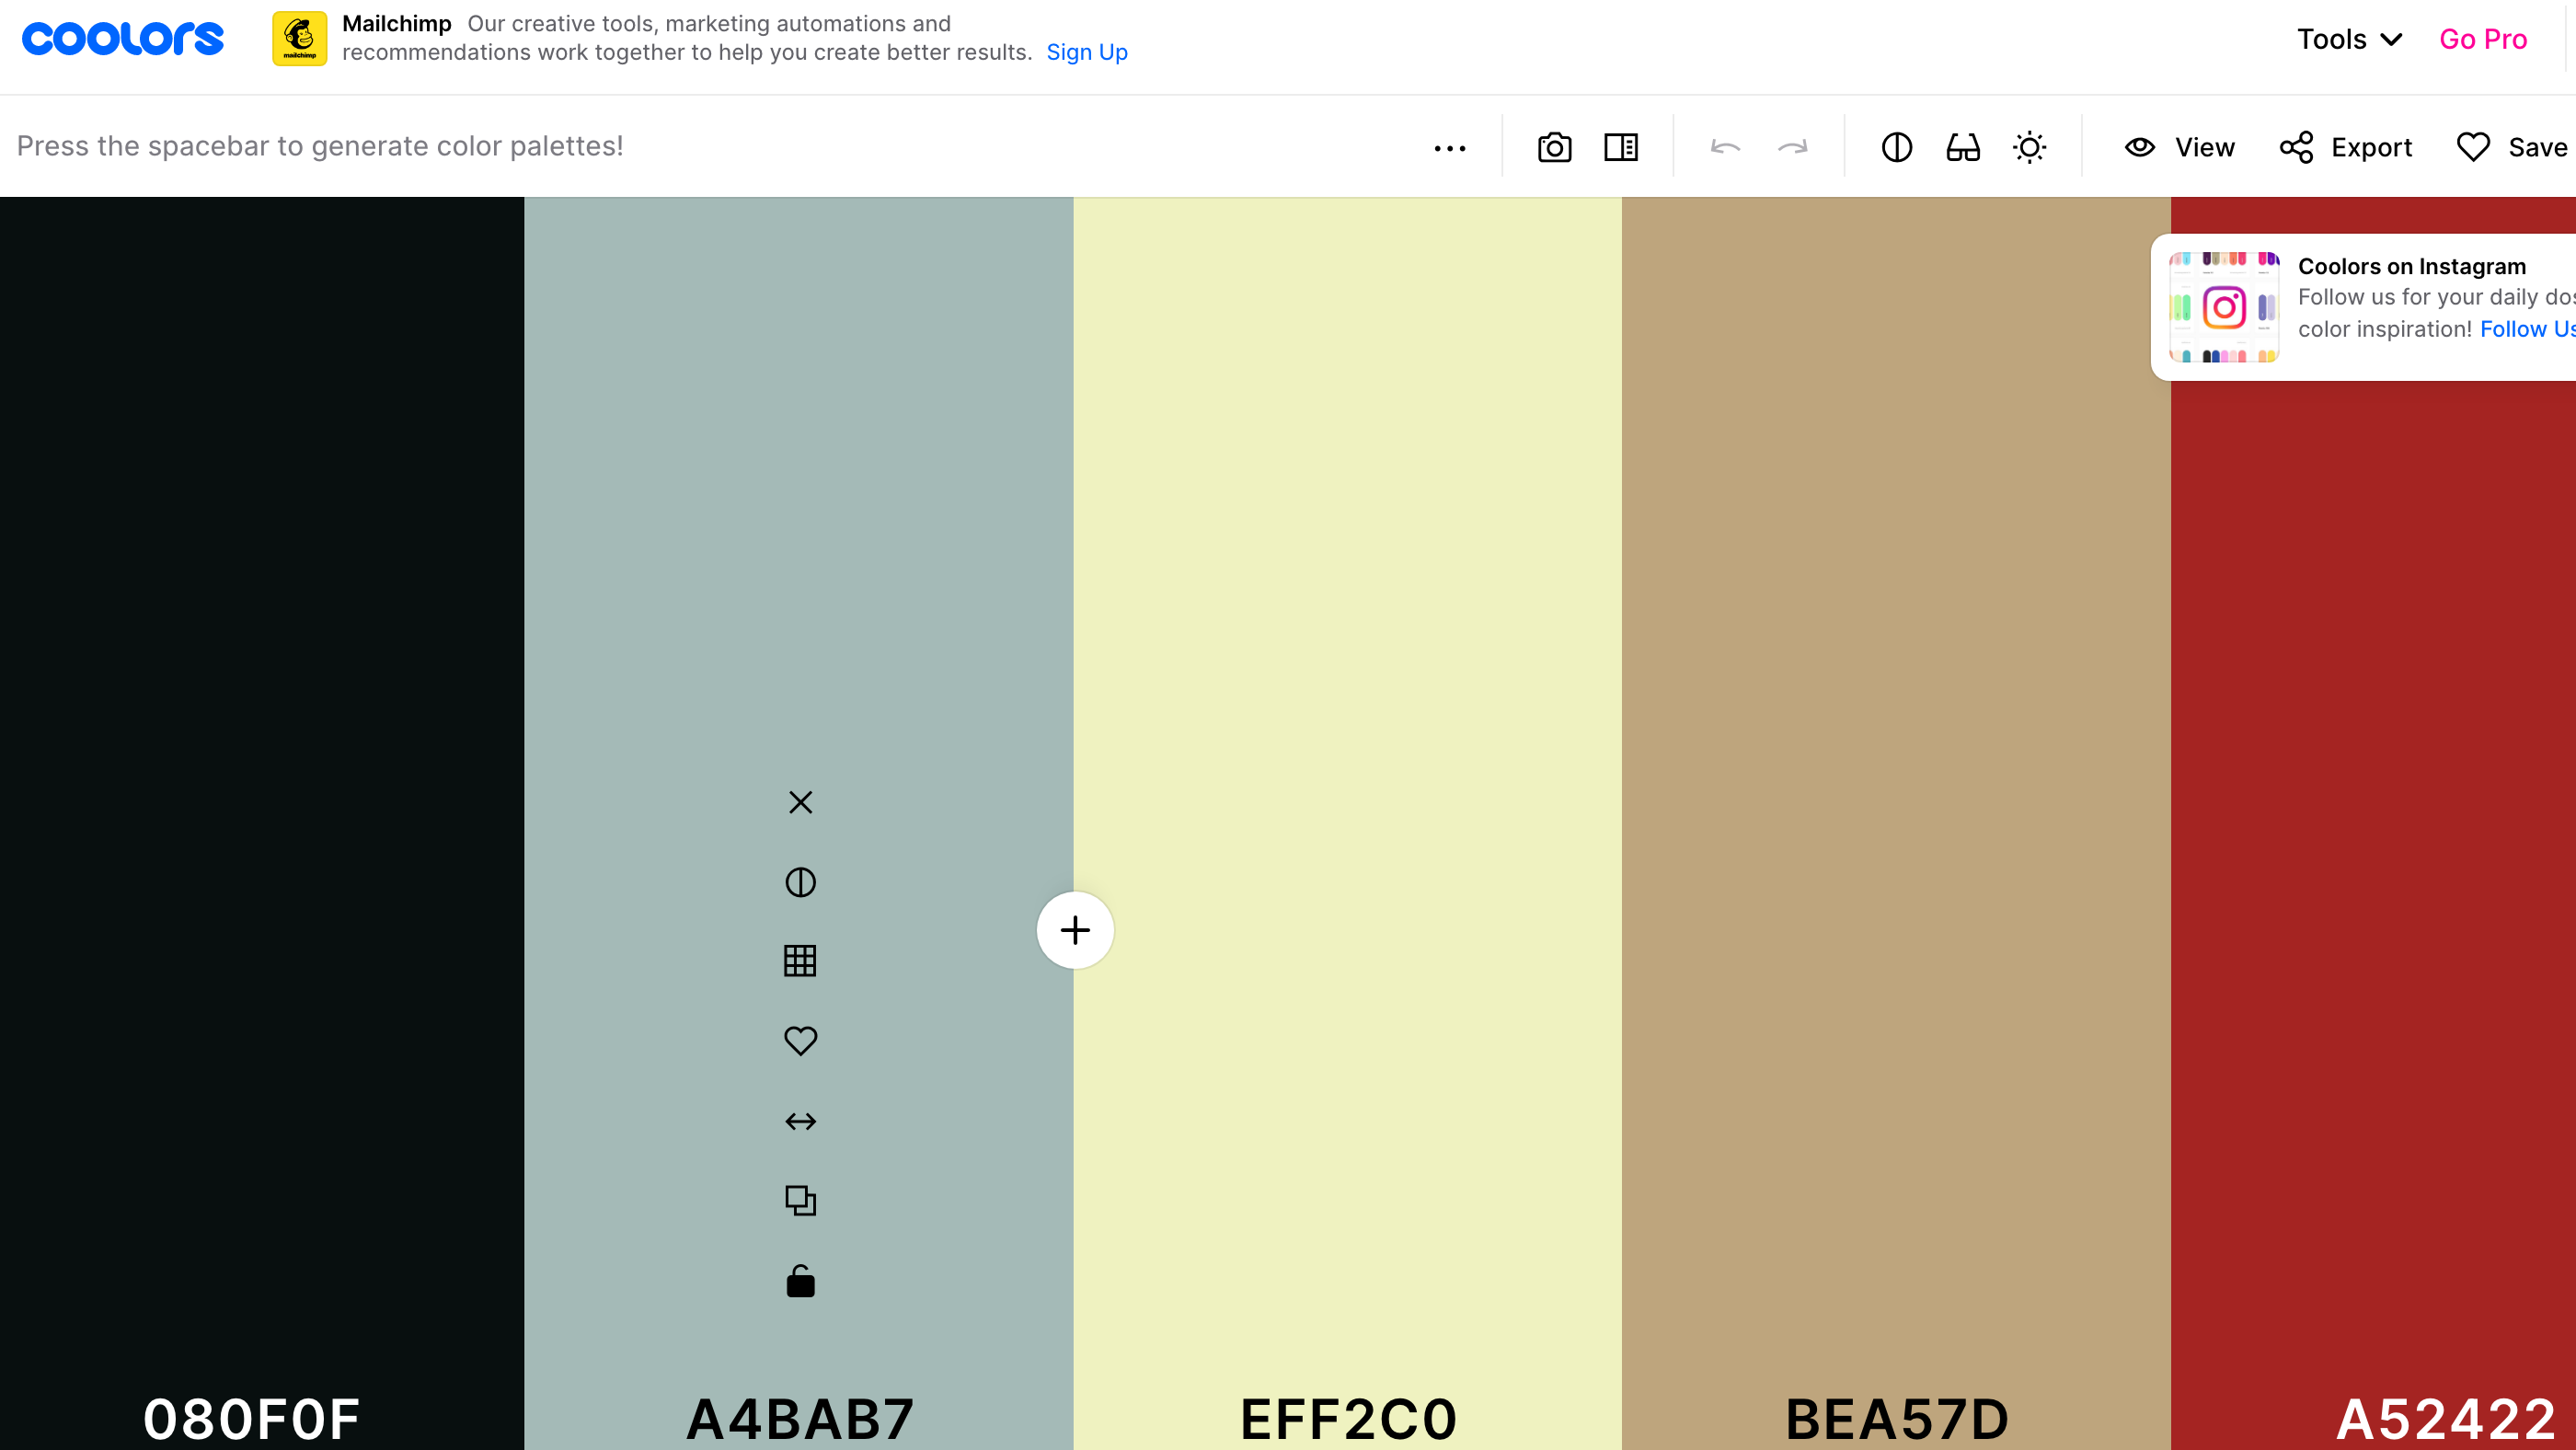 coolors
mailchimp
Mailchimp Our creative tools, marketing automations and
recommendations work together to help you create better results. Sign Up
Tools
Go Pro
Press the spacebar to generate color palettes!
View
Export
Save
Coolors on Instagram
Follow us for your daily dos
color inspiration! Follow Us
080F0F
A4BAB7
EFF2C0
BEA57D
A52422